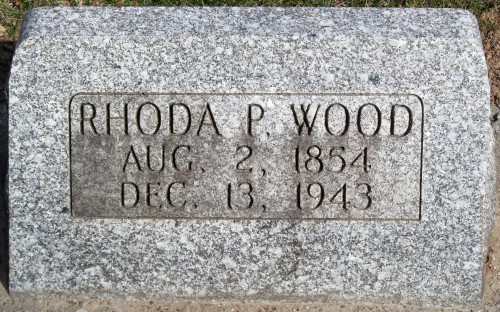 RHODA P. WOOD
AUG. 2, 1854
DEC. 13, 1943